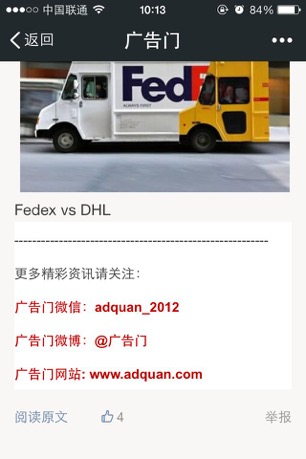 中国联通 10:13 84%
返回 广告门
FedE
ALWAYS FIRST
Fedex vs DHL
更多精彩资讯请关注：
广告门微信：adquan_2012
广告门微博：@广告门
广告门网站: www.adquan.com
阅读原文 4 举报